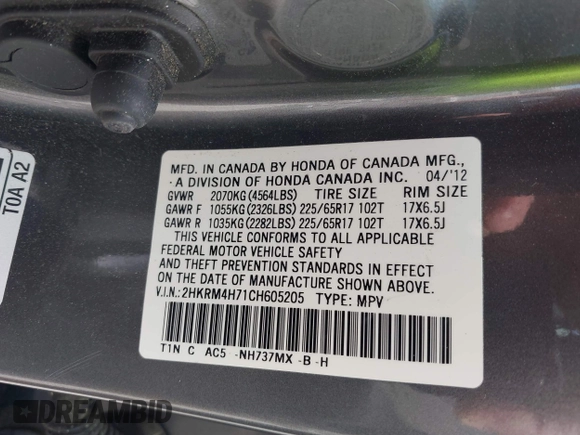 MFD. IN CANADA BY HONDA OF CANADA MFG.,
A DIVISION OF HONDA CANADA INC. 04/'12
GVWR 2070KG (4564LBS) TIRE SIZE RIM SIZE
GAWR F 1055KG (2326LBS) 225/65R17 102T 17X6.5J
GAWR R 1035KG (2282LBS) 225/65R17 102T 17X6.5J
THIS VEHICLE CONFORMS TO ALL APPLICABLE
FEDERAL MOTOR VEHICLE SAFETY
AND THEFT PREVENTION STANDARDS IN EFFECT
ON THE DATE OF MANUFACTURE SHOWN ABOVE.
V.I.N.: 2HKRM4H71CH605205 TYPE: MPV
T1N C AC5 -NH737MX -B -H
T0A A2
DREAMBID